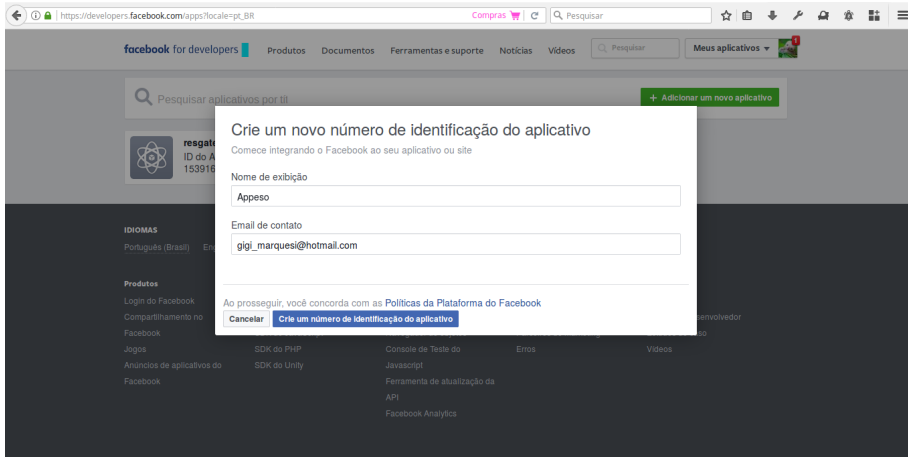 https://developers.facebook.com/apps?locale=pt_BR
Compras
Pesquisar
facebook for developers
Produtos
Documentos
Ferramentas e suporte
Notícias
Vídeos
Pesquisar
Meus aplicativos
1
Pesquisar aplicativos por tít
+ Adicionar um novo aplicativo
resgate
ID do A
153916
Crie um novo número de identificação do aplicativo
Comece integrando o Facebook ao seu aplicativo ou site
Nome de exibição
Appeso
Email de contato
gigi_marquesi@hotmail.com
Ao prosseguir, você concorda com as Políticas da Plataforma do Facebook
Cancelar
Crie um número de identificação do aplicativo
IDIOMAS
Português (Brasil)
Eng
Produtos
Login do Facebook
Compartilhamento no
Facebook
Jogos
Anúncios de aplicativos do
Facebook
SDK do PHP
SDK do Unity
Console de Teste do
Javascript
Ferramenta de atualização da
API
Facebook Analytics
Erros
senvolvedor
so
Vídeos